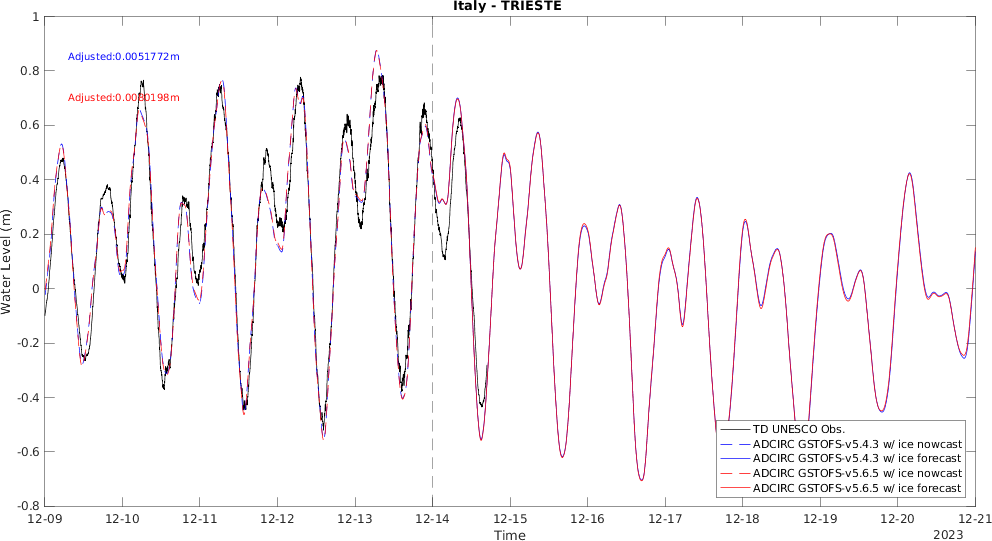 Italy - TRIESTE
Adjusted:0.0051772m
Adjusted:0.0080198m
Water Level (m)
1
0.8
0.6
0.4
0.2
0
-0.2
-0.4
-0.6
-0.8
TD UNESCO Obs.
ADCIRC GSTOFS-v5.4.3 w/ ice nowcast
ADCIRC GSTOFS-v5.4.3 w/ ice forecast
ADCIRC GSTOFS-v5.6.5 w/ ice nowcast
ADCIRC GSTOFS-v5.6.5 w/ ice forecast
12-09 12-10 12-11 12-12 12-13 12-14 12-15 12-16 12-17 12-18 12-19 12-20 12-21
Time
2023